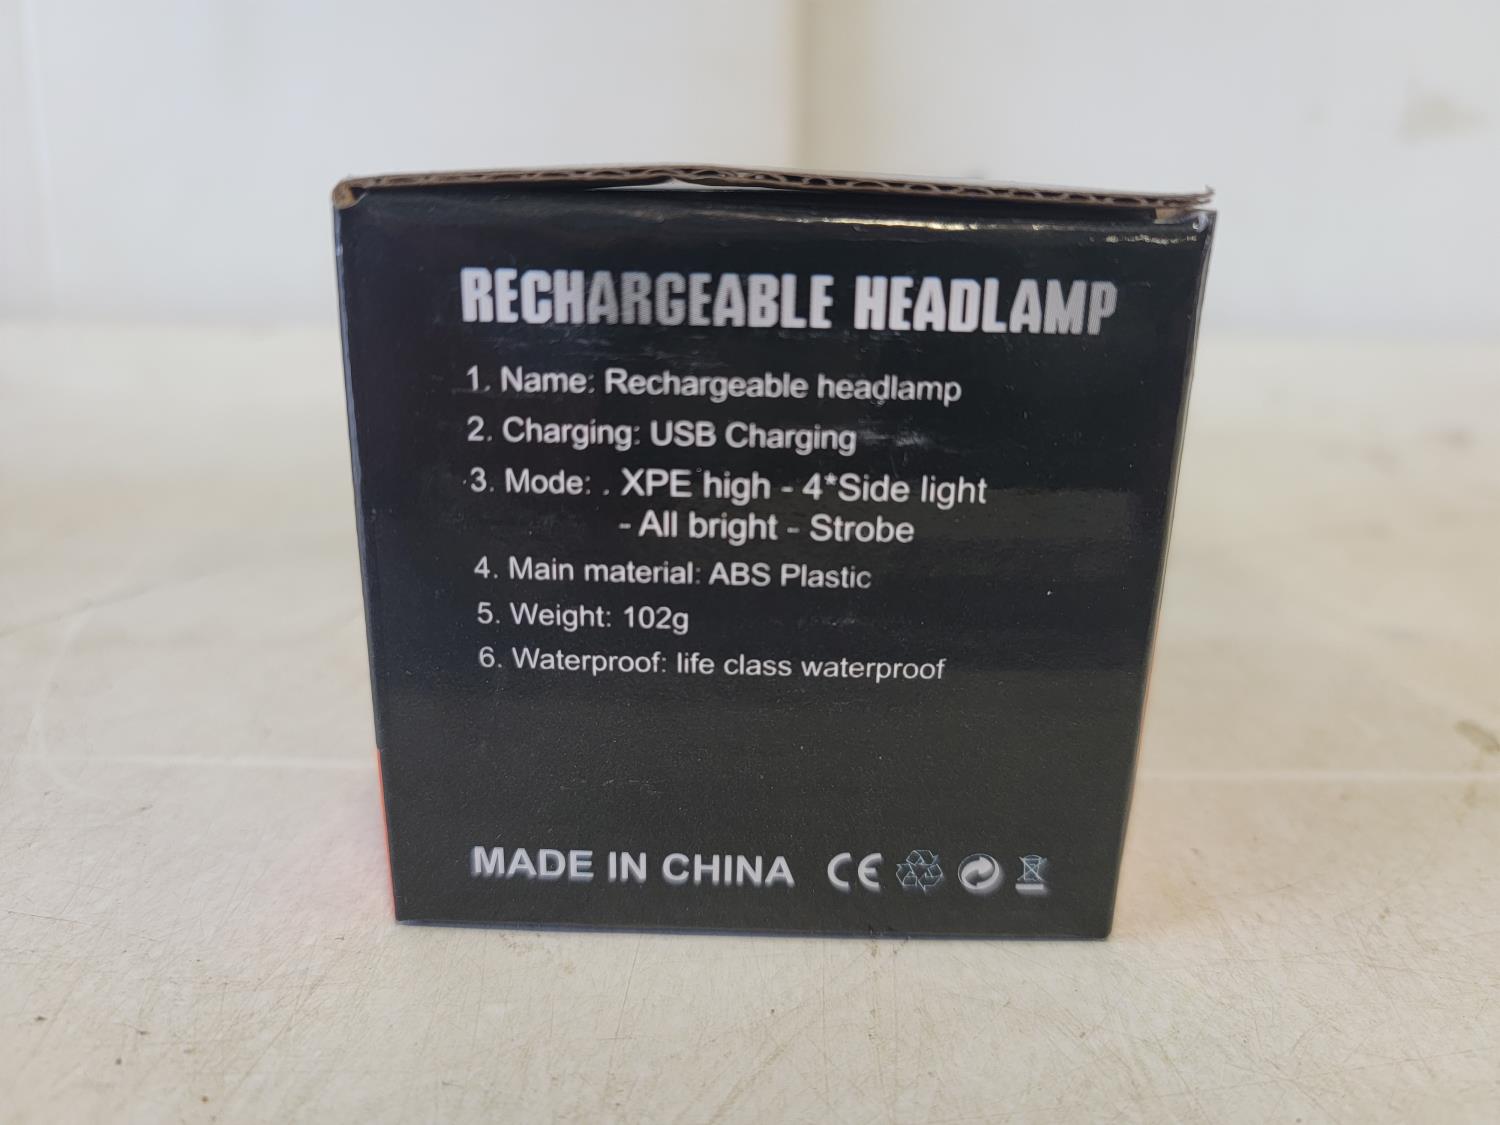 RECHARGEABLE HEADLAMP
1. Name: Rechargeable headlamp
2. Charging: USB Charging
3. Mode: . XPE high - 4*Side light
- All bright - Strobe
4. Main material: ABS Plastic
5. Weight: 102g
6. Waterproof: life class waterproof
MADE IN CHINA CE